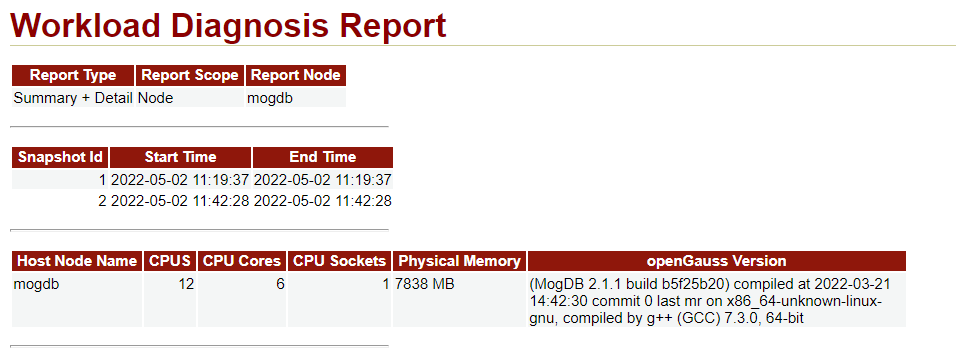 Workload Diagnosis Report
Report Type Report Scope Report Node
Summary + Detail Node mogdb
Snapshot Id Start Time End Time
1 2022-05-02 11:19:37 2022-05-02 11:19:37
2 2022-05-02 11:42:28 2022-05-02 11:42:28
Host Node Name CPUS CPU Cores CPU Sockets Physical Memory openGauss Version
mogdb 12 6 1 7838 MB (MogDB 2.1.1 build b5f25b20) compiled at 2022-03-21
14:42:30 commit 0 last mr on x86_64-unknown-linux-
gnu, compiled by g++ (GCC) 7.3.0, 64-bit